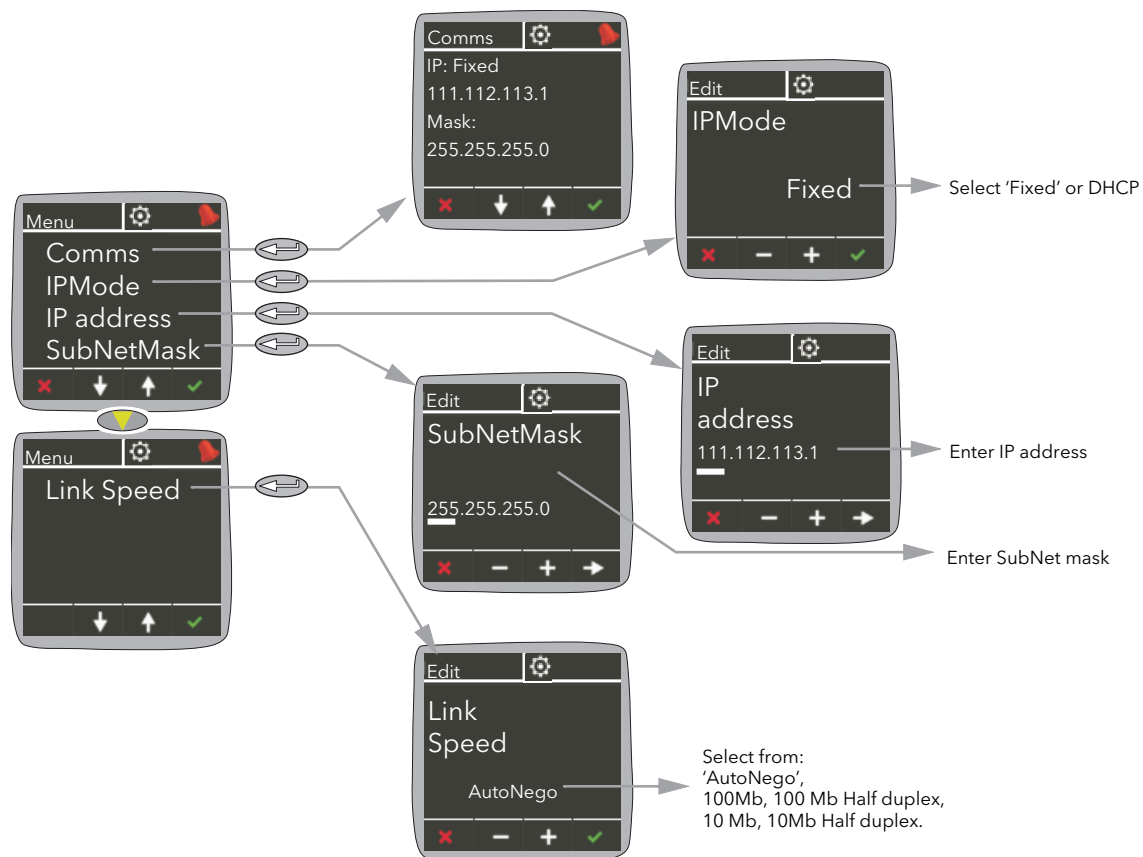 Comms
IP: Fixed
111.112.113.1
Mask:
255.255.255.0
Edit
IPMode
Fixed
Select ‘Fixed’ or DHCP
Menu
Comms
IPMode
IP address
SubNetMask
Edit
IP
address
111.112.113.1
Enter IP address
Edit
SubNetMask
255.255.255.0
Enter SubNet mask
Menu
Link Speed
Edit
Link
Speed
AutoNego
Select from:
‘AutoNego’,
100Mb, 100 Mb Half duplex,
10 Mb, 10Mb Half duplex.